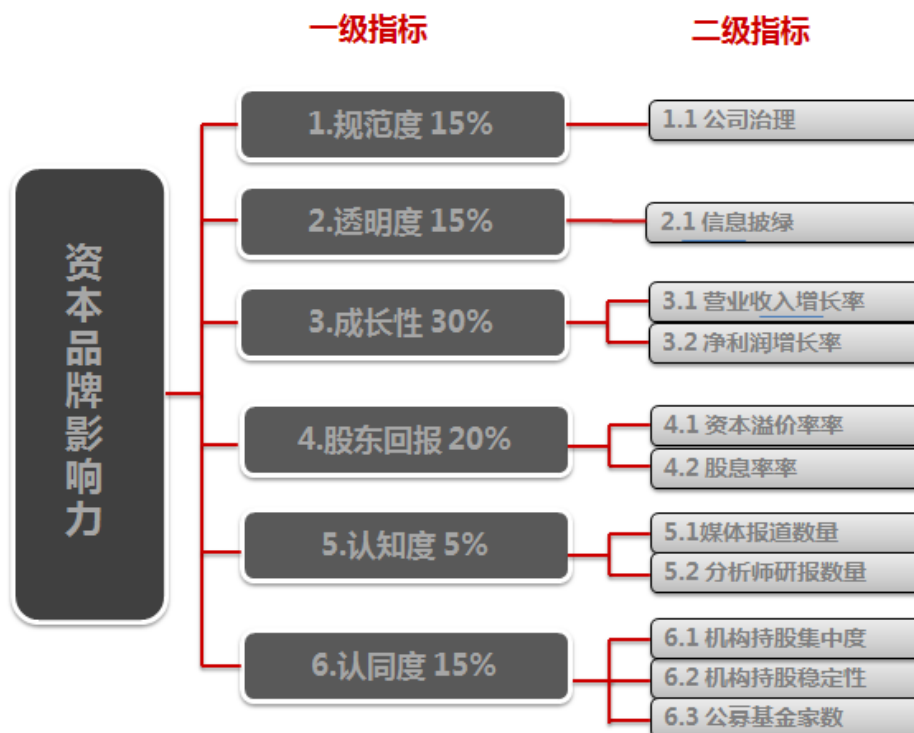 一级指标
二级指标
资本品牌影响力
1.规范度 15%
1.1 公司治理
2.透明度 15%
2.1 信息披绿
3.成长性 30%
3.1 营业收入增长率
3.2 净利润增长率
4.股东回报 20%
4.1 资本溢价率率
4.2 股息率率
5.认知度 5%
5.1媒体报道数量
5.2 分析师研报数量
6.认同度 15%
6.1 机构持股集中度
6.2 机构持股稳定性
6.3 公募基金家数